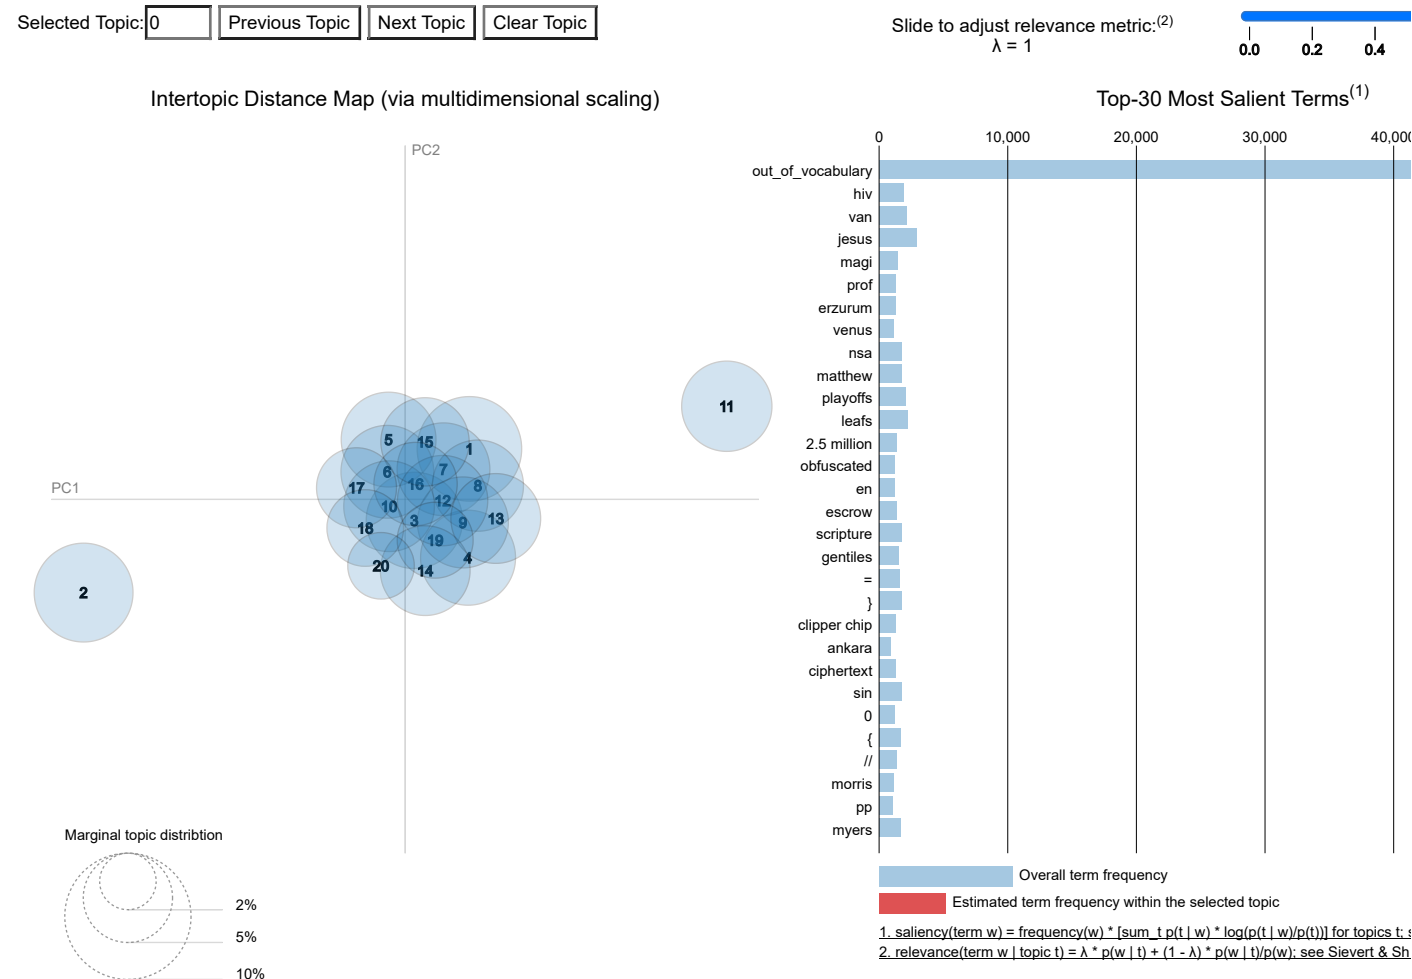 Selected Topic: 0 Previous Topic Next Topic Clear Topic
Slide to adjust relevance metric:(2)
λ = 1
0.0 0.2 0.4
Intertopic Distance Map (via multidimensional scaling)
PC2
PC1
5
15
1
6
7
17
16
8
10
12
3
9
13
18
19
20
14
4
11
2
Marginal topic distribtion
2%
5%
10%
Top-30 Most Salient Terms(1)
0 10,000 20,000 30,000
out_of_vocabulary
hiv
van
jesus
magi
prof
erzurum
venus
nsa
matthew
playoffs
leafs
2.5 million
obfuscated
en
escrow
scripture
gentiles
=
}
clipper chip
ankara
ciphertext
sin
0
{
//
morris
pp
myers
Overall term frequency
Estimated term frequency within the selected topic
1. saliency(term w) = frequency(w) * [sum_t p(t | w) * log(p(t | w)/p(t))] for topics t;
2. relevance(term w | topic t) = λ * p(w | t) + (1 - λ) * p(w | t)/p(w); see Sievert &